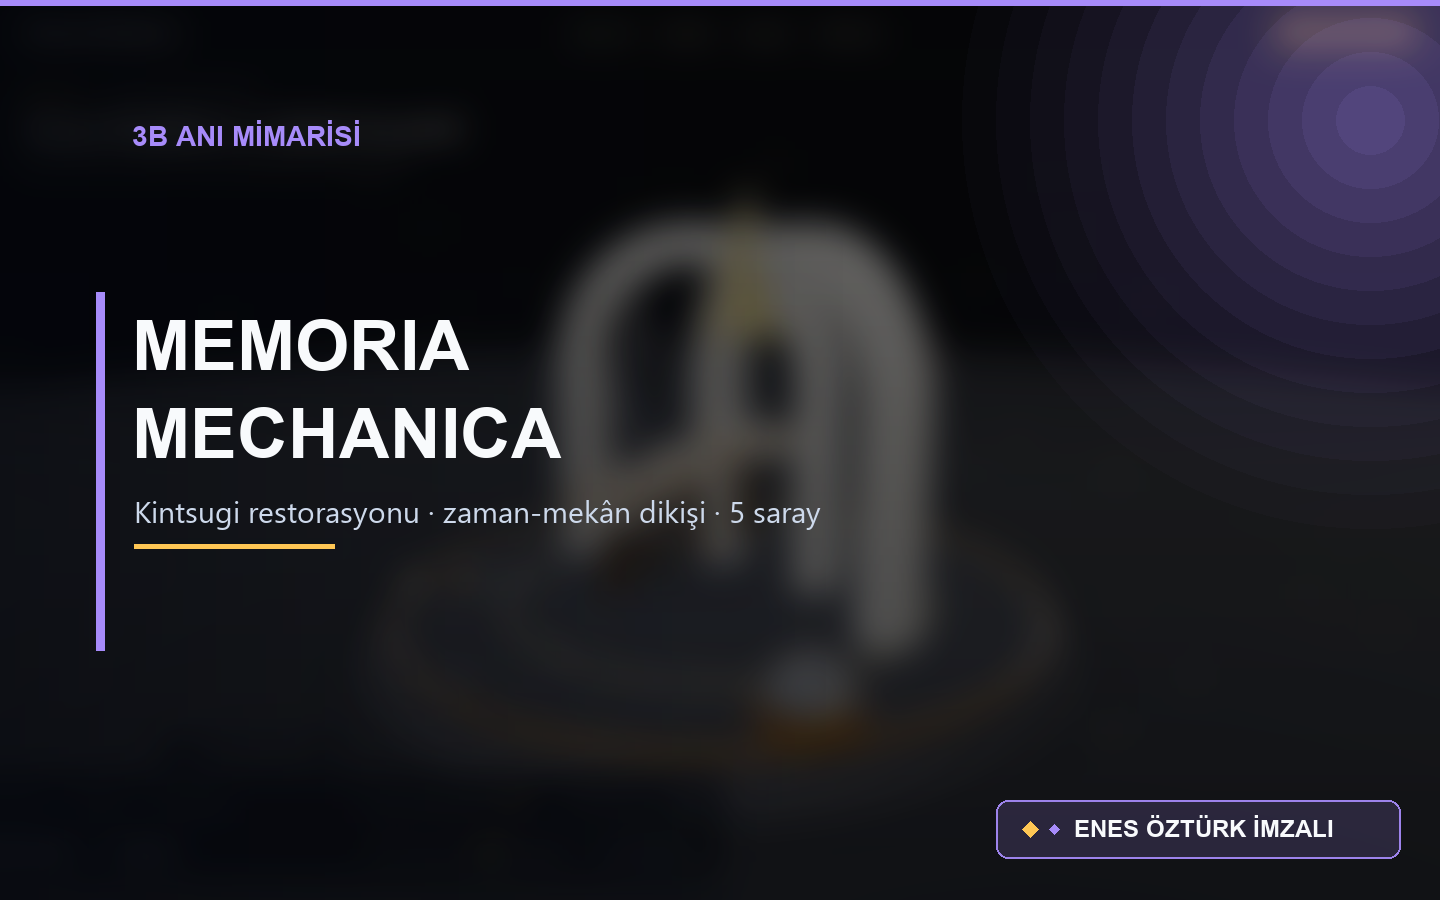 3B ANI MİMARİSİ
MEMORIA
MECHANICA
Kintsugi restorasyonu · zaman-mekân dikişi · 5 saray
ENES ÖZTÜRK İMZALI